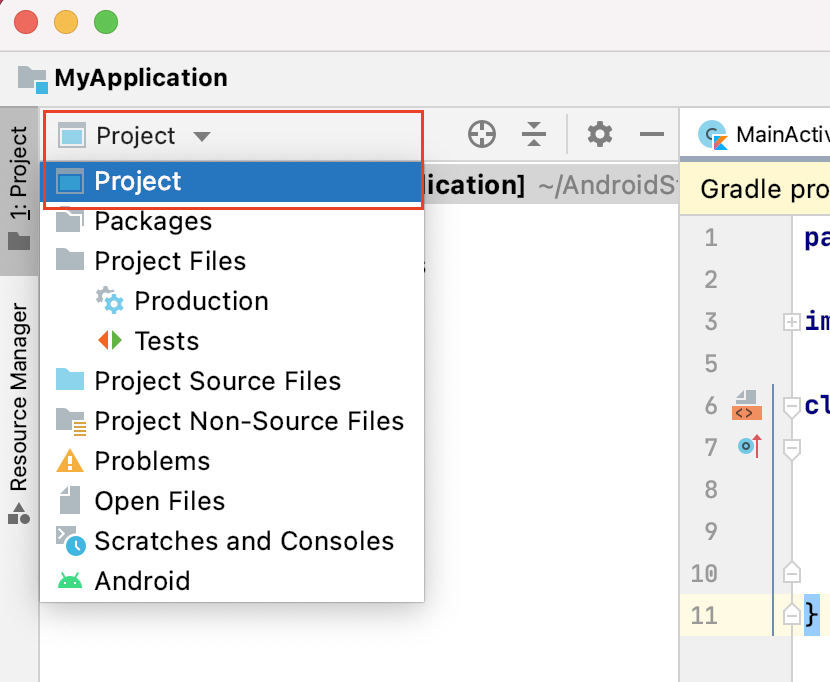 MyApplication
1: Project
Resource Manager
Project
Project
Packages
Project Files
Production
Tests
Project Source Files
Project Non-Source Files
Problems
Open Files
Scratches and Consoles
Android
lication] ~/AndroidSt
MainActiv
Gradle pro
1 pa
2
3 im
5
6 cl
7
8
9
10
11 }